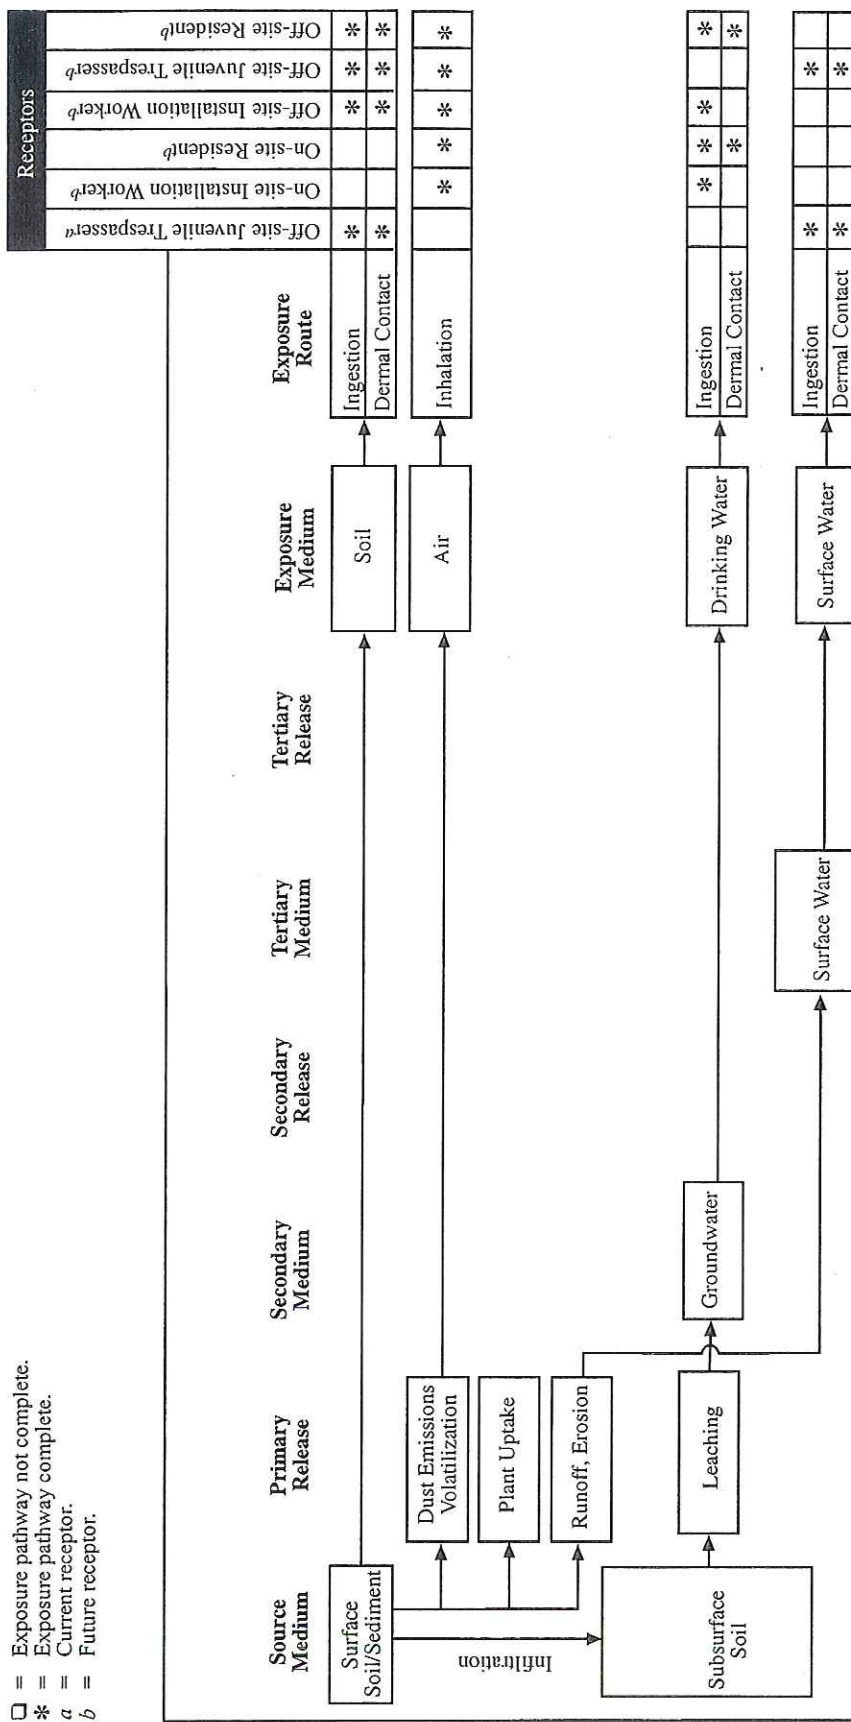 ☐ = Exposure pathway not complete.
* = Exposure pathway complete.
a = Current receptor.
b = Future receptor.
Receptors
Off-site Juvenile Trespasser a
On-site Installation Worker b
On-site Resident b
Off-site Installation Worker b
Off-site Juvenile Trespasser b
Off-site Resident b
Source
Medium
Primary
Release
Secondary
Medium
Secondary
Release
Tertiary
Medium
Tertiary
Release
Exposure
Medium
Exposure
Route
Surface
Soil/Sediment
Soil
Ingestion * * * *
Dermal Contact * * * *
Dust Emissions
Volatilization
Air
Inhalation * * * * *
Plant Uptake
Infiltration
Runoff, Erosion
Subsurface
Soil
Leaching
Groundwater
Drinking Water
Ingestion * * * *
Dermal Contact * *
Surface Water
Surface Water
Ingestion * *
Dermal Contact * *